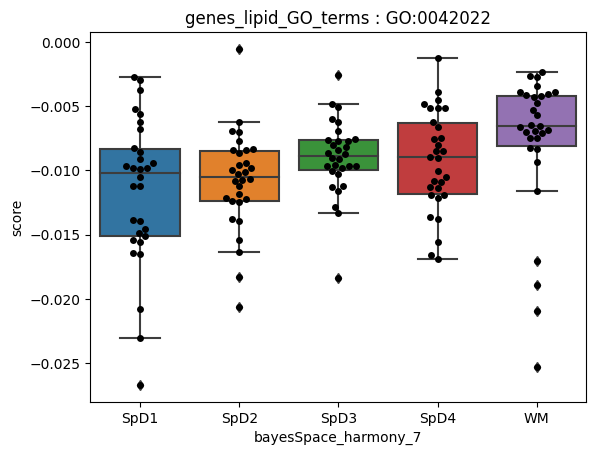 genes_lipid_GO_terms : GO:0042022
0.000
−0.005
−0.010
−0.015
−0.020
−0.025
score
SpD1 SpD2 SpD3 SpD4 WM
bayesSpace_harmony_7